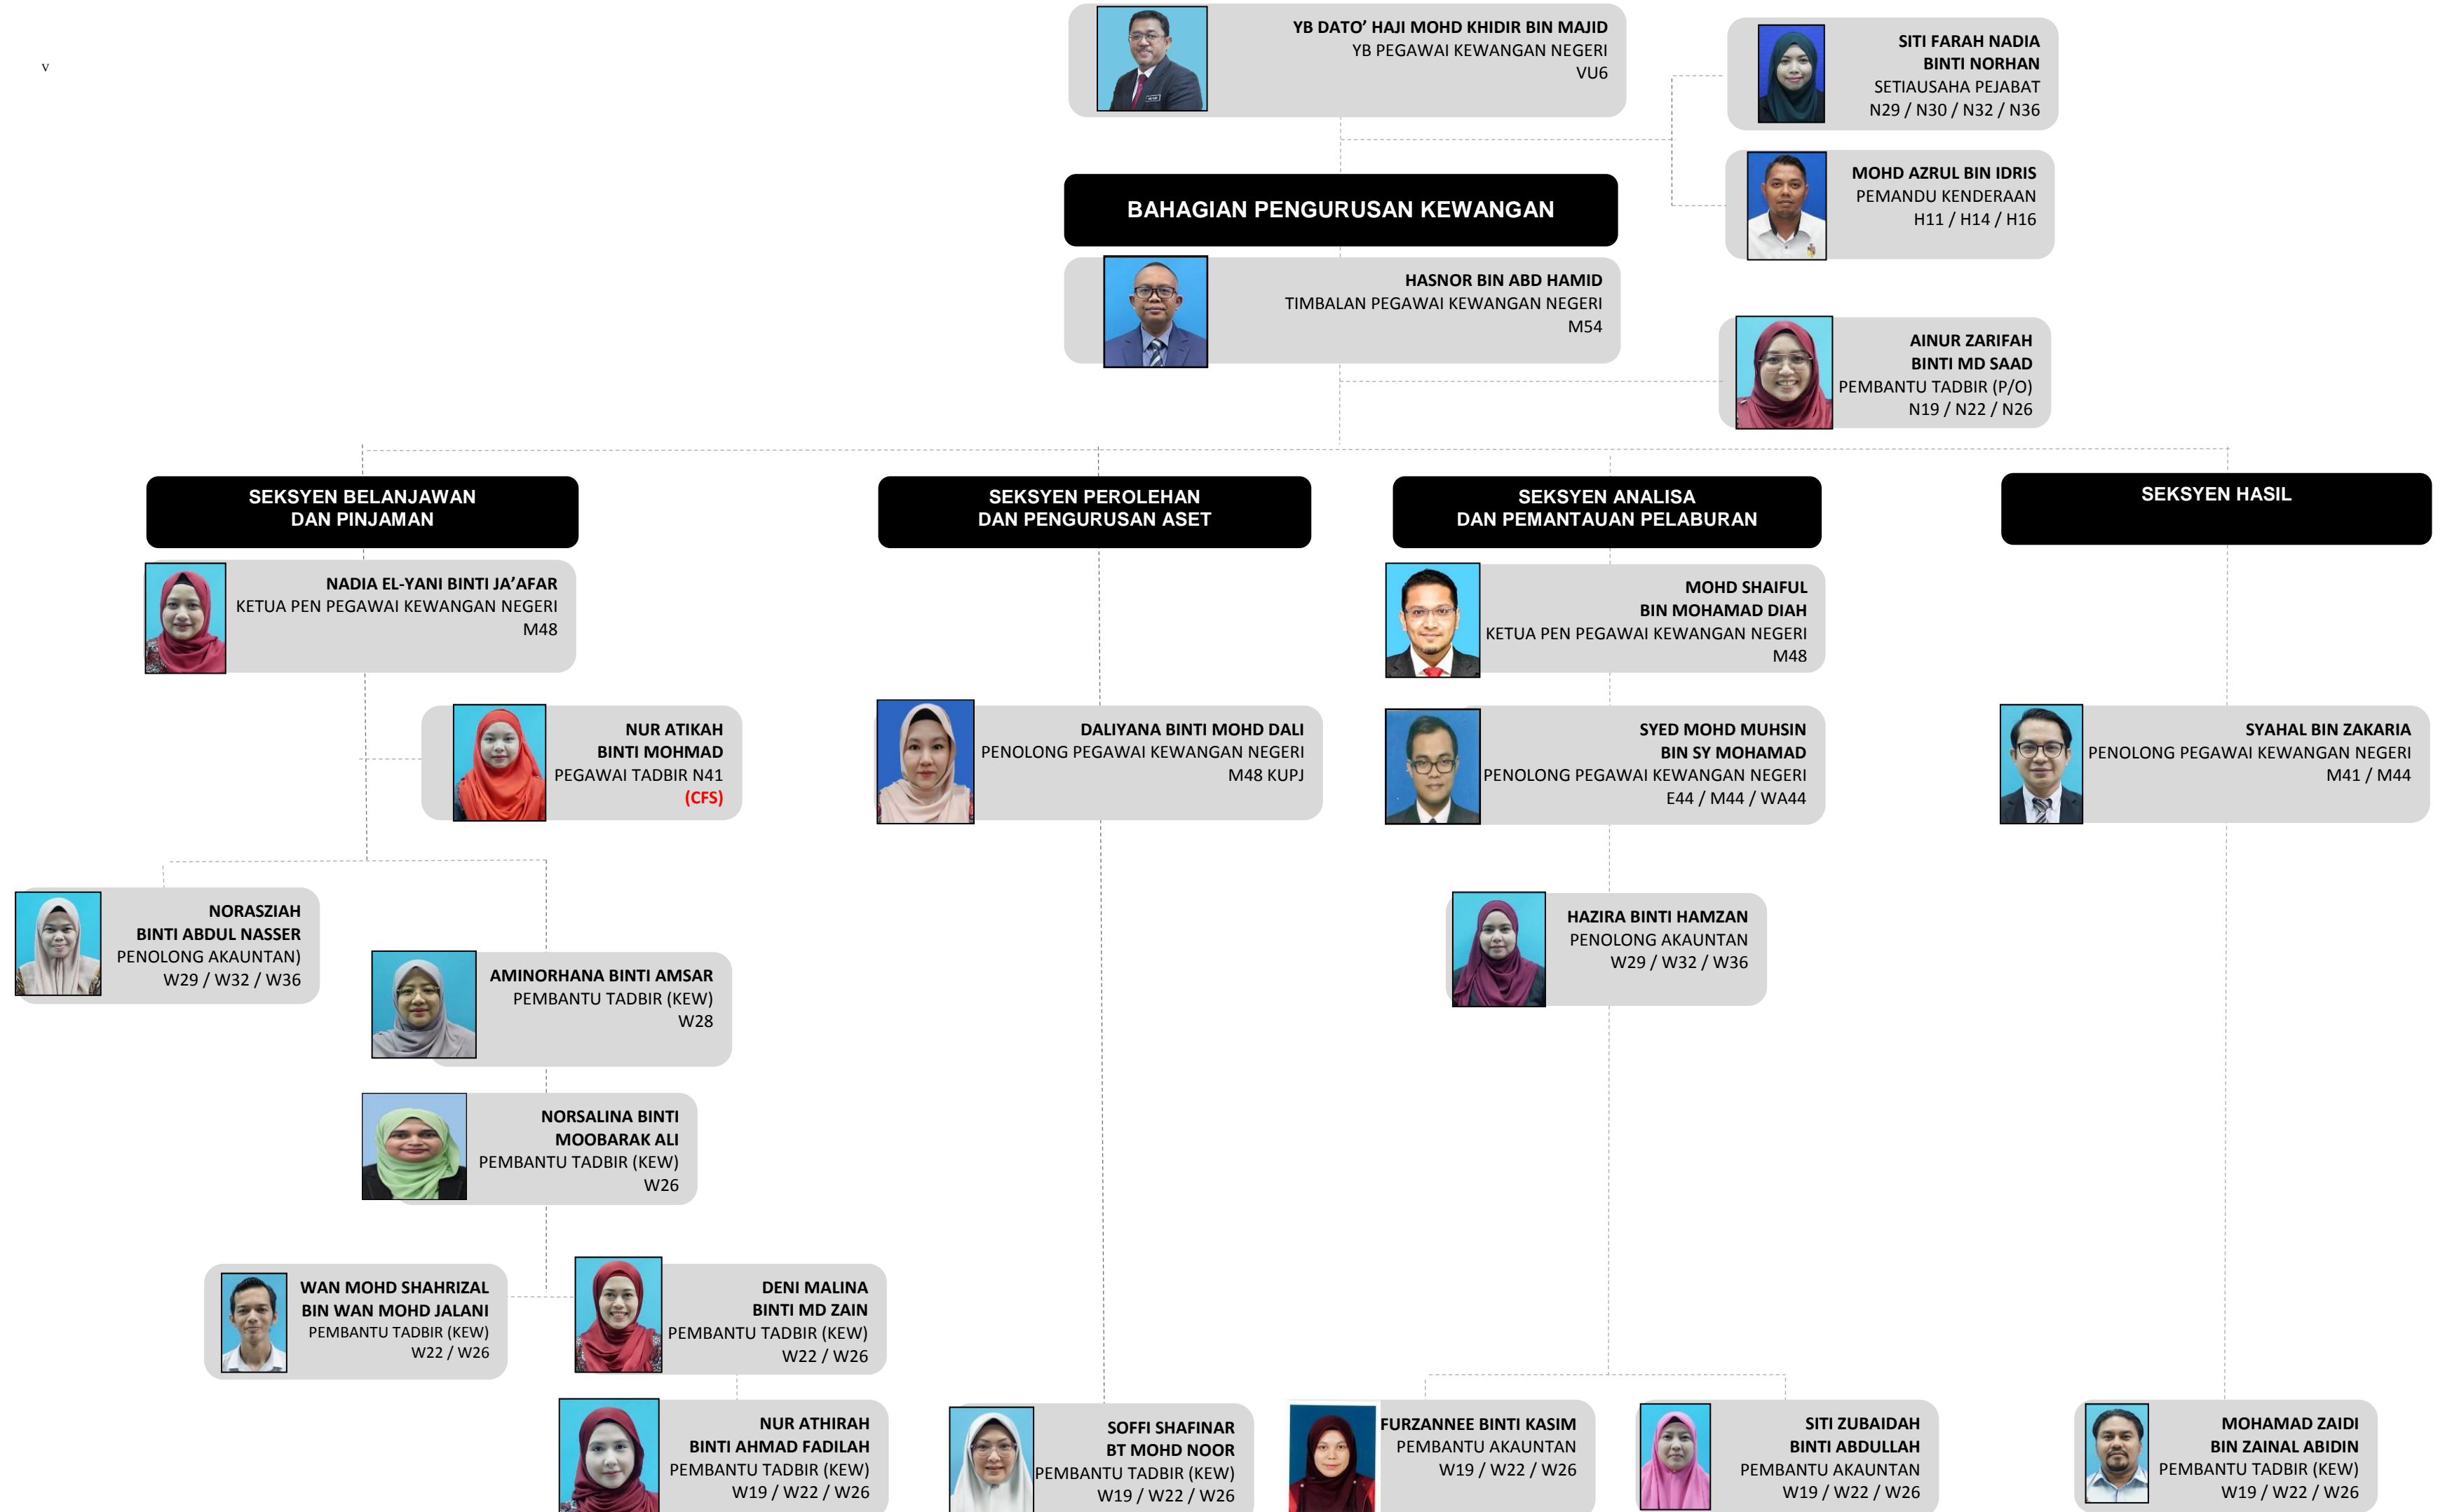 v
YB DATO’ HAJI MOHD KHIDIR BIN MAJID
YB PEGAWAI KEWANGAN NEGERI
VU6
SITI FARAH NADIA
BINTI NORHAN
SETIAUSAHA PEJABAT
N29 / N30 / N32 / N36
MOHD AZRUL BIN IDRIS
PEMANDU KENDERAAN
H11 / H14 / H16
BAHAGIAN PENGURUSAN KEWANGAN
HASNOR BIN ABD HAMID
TIMBALAN PEGAWAI KEWANGAN NEGERI
M54
AINUR ZARIFAH
BINTI MD SAAD
PEMBANTU TADBIR (P/O)
N19 / N22 / N26
SEKSYEN BELANJAWAN
DAN PINJAMAN
NADIA EL-YANI BINTI JA’AFAR
KETUA PEN PEGAWAI KEWANGAN NEGERI
M48
NUR ATIKAH
BINTI MOHMAD
PEGAWAI TADBIR N41
(CFS)
NORASZIAH
BINTI ABDUL NASSER
PENOLONG AKAUNTAN)
W29 / W32 / W36
AMINORHANA BINTI AMSAR
PEMBANTU TADBIR (KEW)
W28
NORSALINA BINTI
MOOBARAK ALI
PEMBANTU TADBIR (KEW)
W26
WAN MOHD SHAHRIZAL
BIN WAN MOHD JALANI
PEMBANTU TADBIR (KEW)
W22 / W26
DENI MALINA
BINTI MD ZAIN
PEMBANTU TADBIR (KEW)
W22 / W26
NUR ATHIRAH
BINTI AHMAD FADILAH
PEMBANTU TADBIR (KEW)
W19 / W22 / W26
SEKSYEN PEROLEHAN
DAN PENGURUSAN ASET
DALIYANA BINTI MOHD DALI
PENOLONG PEGAWAI KEWANGAN NEGERI
M48 KUPJ
SOFFI SHAFINAR
BT MOHD NOOR
PEMBANTU TADBIR (KEW)
W19 / W22 / W26
SEKSYEN ANALISA
DAN PEMANTAUAN PELABURAN
MOHD SHAIFUL
BIN MOHAMAD DIAH
KETUA PEN PEGAWAI KEWANGAN NEGERI
M48
SYED MOHD MUHSIN
BIN SY MOHAMAD
PENOLONG PEGAWAI KEWANGAN NEGERI
E44 / M44 / WA44
HAZIRA BINTI HAMZAN
PENOLONG AKAUNTAN
W29 / W32 / W36
FURZANNEE BINTI KASIM
PEMBANTU AKAUNTAN
W19 / W22 / W26
SITI ZUBAIDAH
BINTI ABDULLAH
PEMBANTU AKAUNTAN
W19 / W22 / W26
SEKSYEN HASIL
SYAHAL BIN ZAKARIA
PENOLONG PEGAWAI KEWANGAN NEGERI
M41 / M44
MOHAMAD ZAIDI
BIN ZAINAL ABIDIN
PEMBANTU TADBIR (KEW)
W19 / W22 / W26